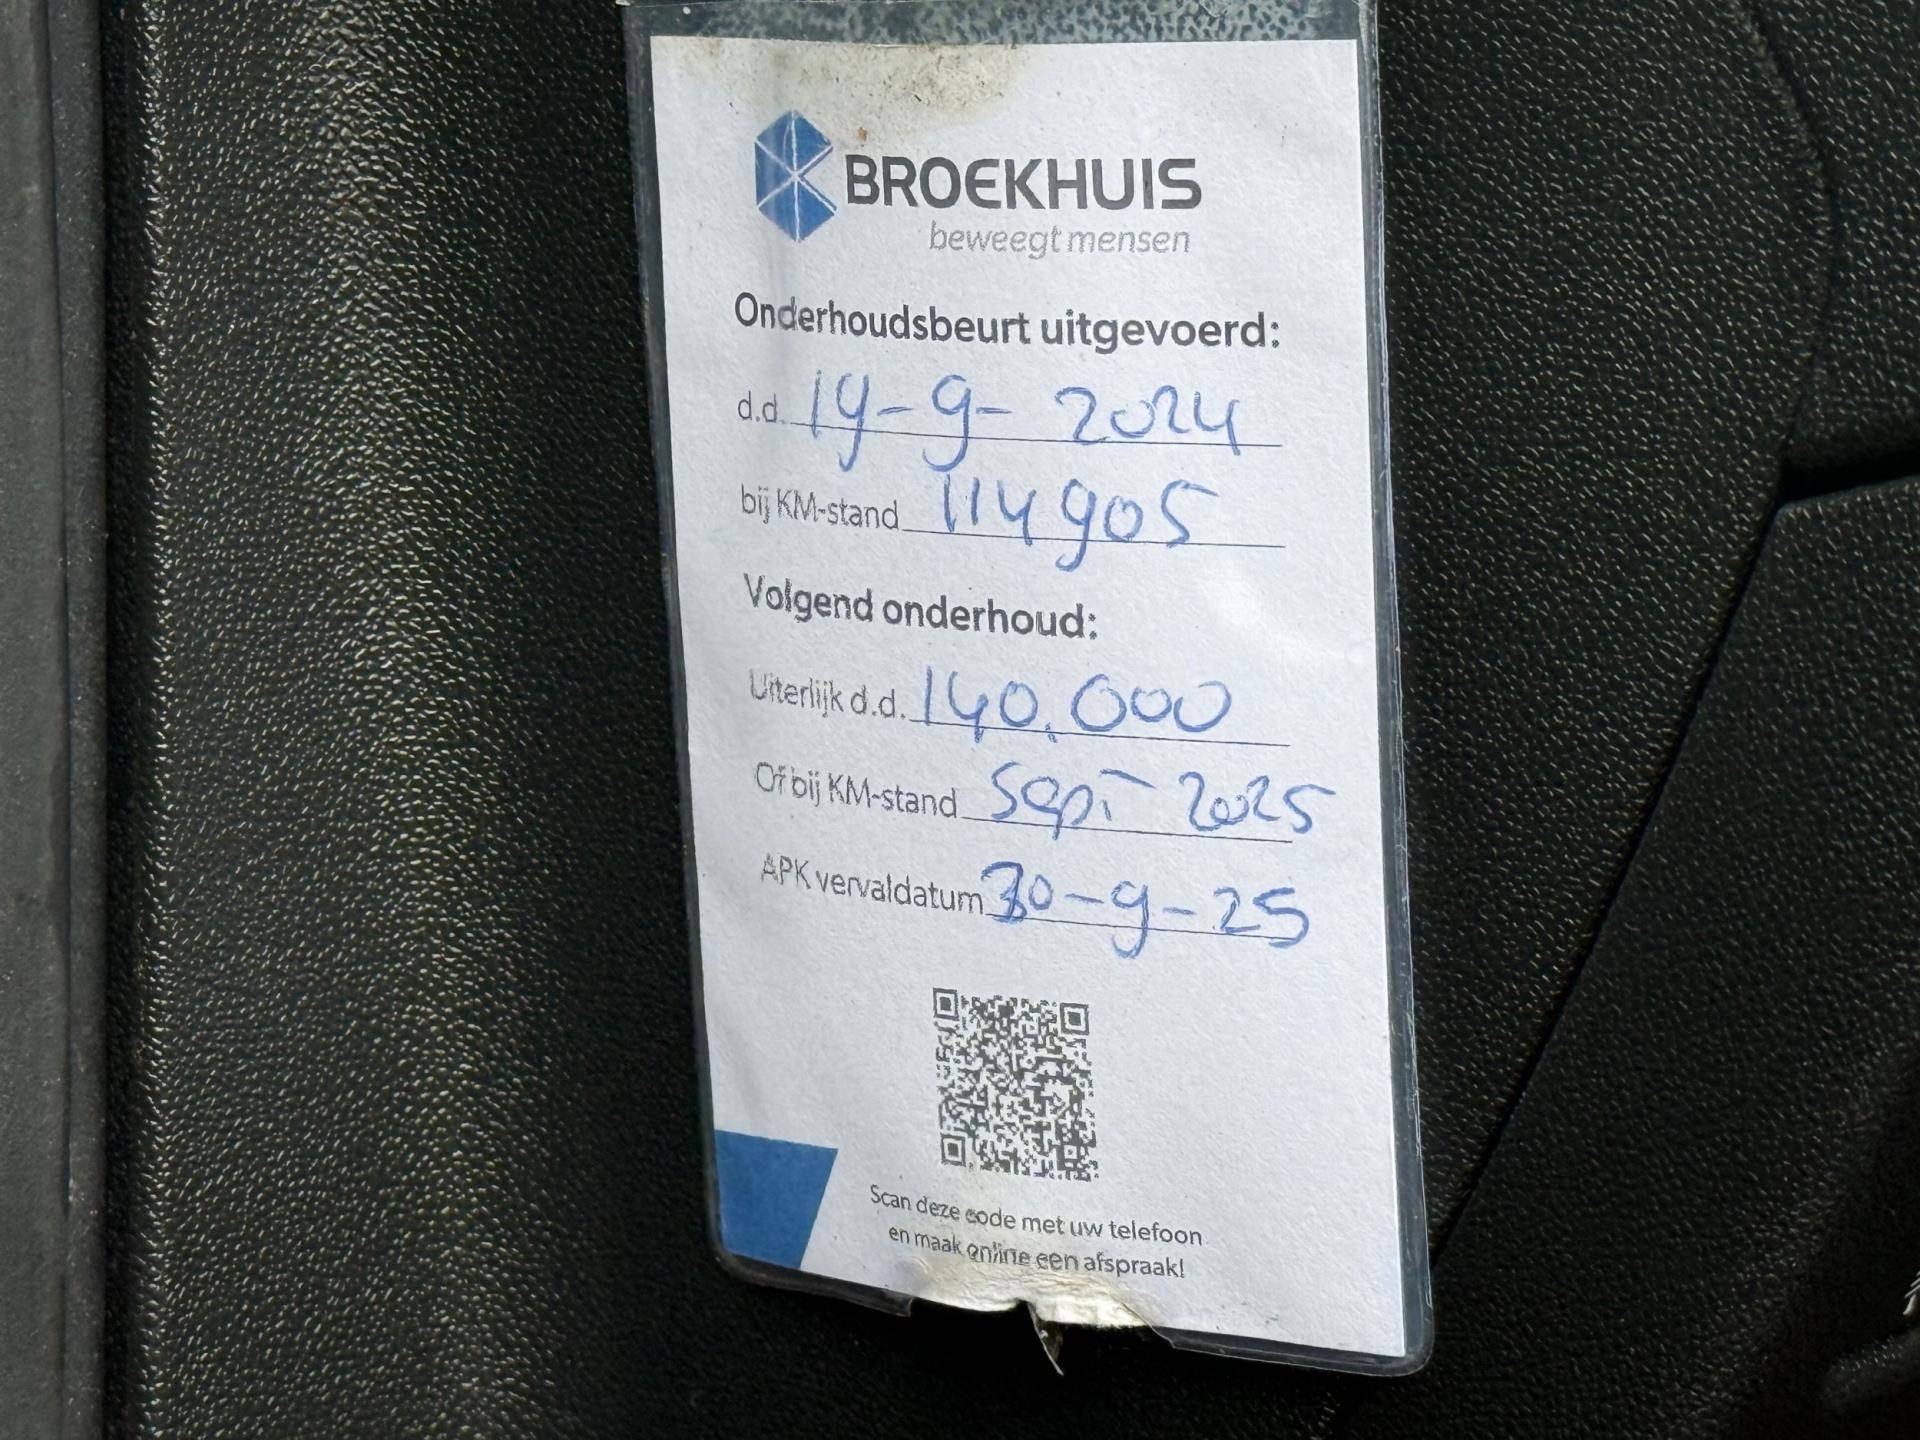 BROEKHUIS
beweegt mensen
Onderhoudsbeurt uitgevoerd:
d.d. 19-9-2024
bij KM-stand 114905
Volgend onderhoud:
Uiterlijk d.d. 140.000
Of bij KM-stand Sept 2025
APK vervaldatum 30-9-25
Scan deze code met uw telefoon
en maak online een afspraak!